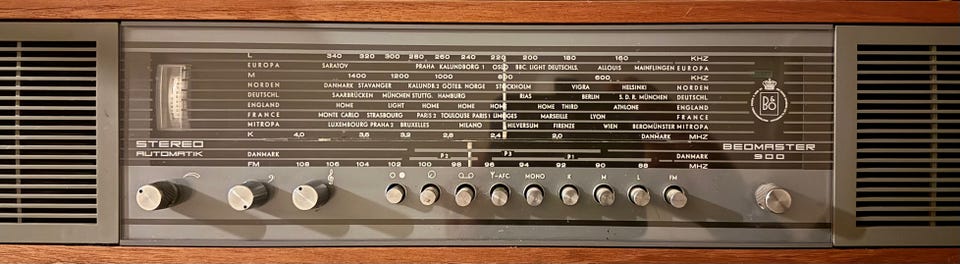 L 340 320 300 280 260 240 220 200 180 160 KHZ
EUROPA SARATOV PRAHA KALUNDBORG 1 OSLO BBC LIGHT DEUTSCHL. ALLOUIS MAINFLINGEN EUROPA
M 1400 1200 1000 800 600 KHZ
NORDEN DANMARK STAVANGER KALUND.2 GÖTEB. NORGE STOCKHOLM VIGRA HELSINKI NORDEN
DEUTSCHL SAARBRÜCKEN MÜNCHEN STUTTG. HAMBURG RIAS BERLIN S.D.R. MÜNCHEN DEUTSCHL
ENGLAND HOME LIGHT HOME HOME HOME HOME THIRD ATHLONE ENGLAND
FRANCE MONTE CARLO STRASBOURG PARIS 2 TOULOUSE PARIS 1 LIMOGES MARSEILLE LYON FRANCE
MITROPA LUXEMBOURG PRAHA 2 BRUXELLES MILANO HILVERSUM FIRENZE WIEN BEROMÜNSTER MITROPA
K 4,0 3,6 3,2 2,8 2,4 2,0 MHZ
STEREO
AUTOMATIK
DANMARK P2 P3 P1 DANMARK
FM 108 106 104 102 100 98 96 94 92 90 88 MHZ
B&O
BEOMASTER
900
AFC MONO K M L FM